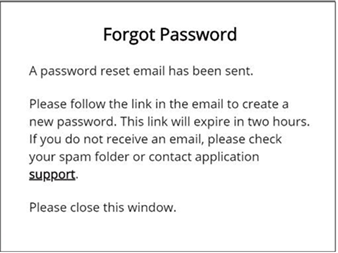 Forgot Password
A password reset email has been sent.
Please follow the link in the email to create a
new password. This link will expire in two hours.
If you do not receive an email, please check
your spam folder or contact application
support.
Please close this window.